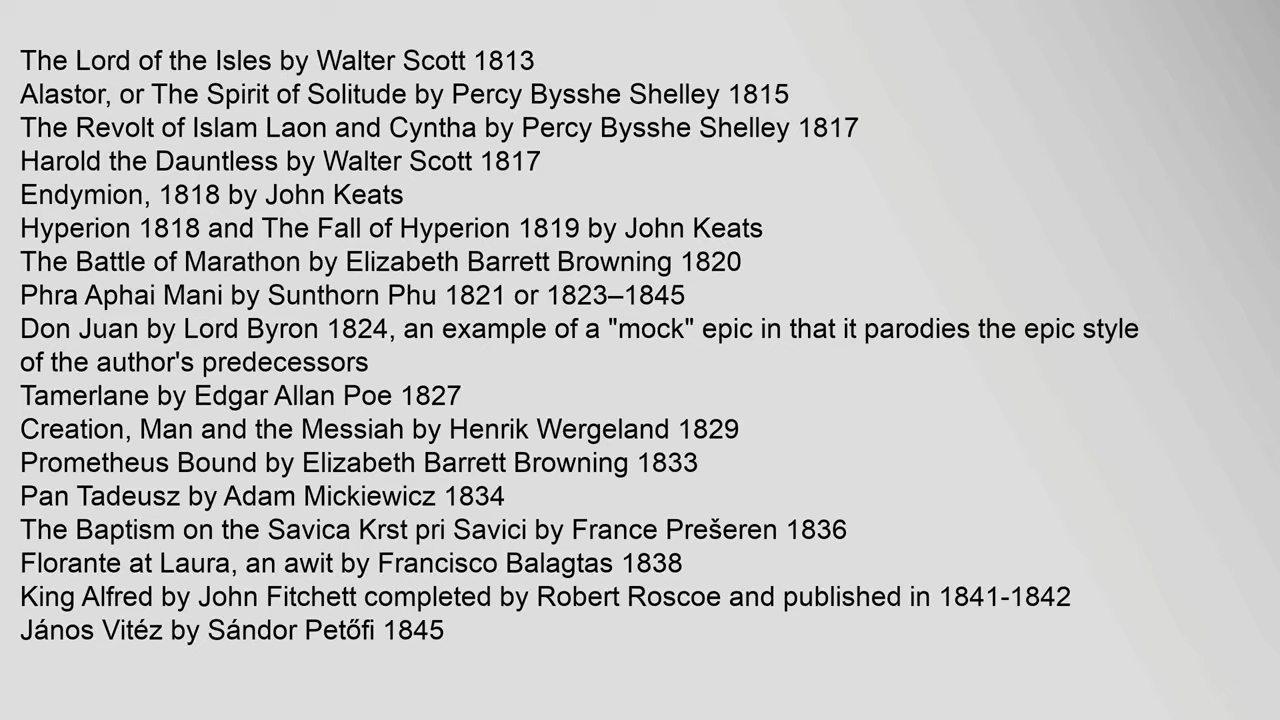 The Lord of the Isles by Walter Scott 1813
Alastor, or The Spirit of Solitude by Percy Bysshe Shelley 1815
The Revolt of Islam Laon and Cyntha by Percy Bysshe Shelley 1817
Harold the Dauntless by Walter Scott 1817
Endymion, 1818 by John Keats
Hyperion 1818 and The Fall of Hyperion 1819 by John Keats
The Battle of Marathon by Elizabeth Barrett Browning 1820
Phra Aphai Mani by Sunthorn Phu 1821 or 1823–1845
Don Juan by Lord Byron 1824, an example of a "mock" epic in that it parodies the epic style
of the author's predecessors
Tamerlane by Edgar Allan Poe 1827
Creation, Man and the Messiah by Henrik Wergeland 1829
Prometheus Bound by Elizabeth Barrett Browning 1833
Pan Tadeusz by Adam Mickiewicz 1834
The Baptism on the Savica Krst pri Savici by France Prešeren 1836
Florante at Laura, an awit by Francisco Balagtas 1838
King Alfred by John Fitchett completed by Robert Roscoe and published in 1841-1842
János Vitéz by Sándor Petőfi 1845